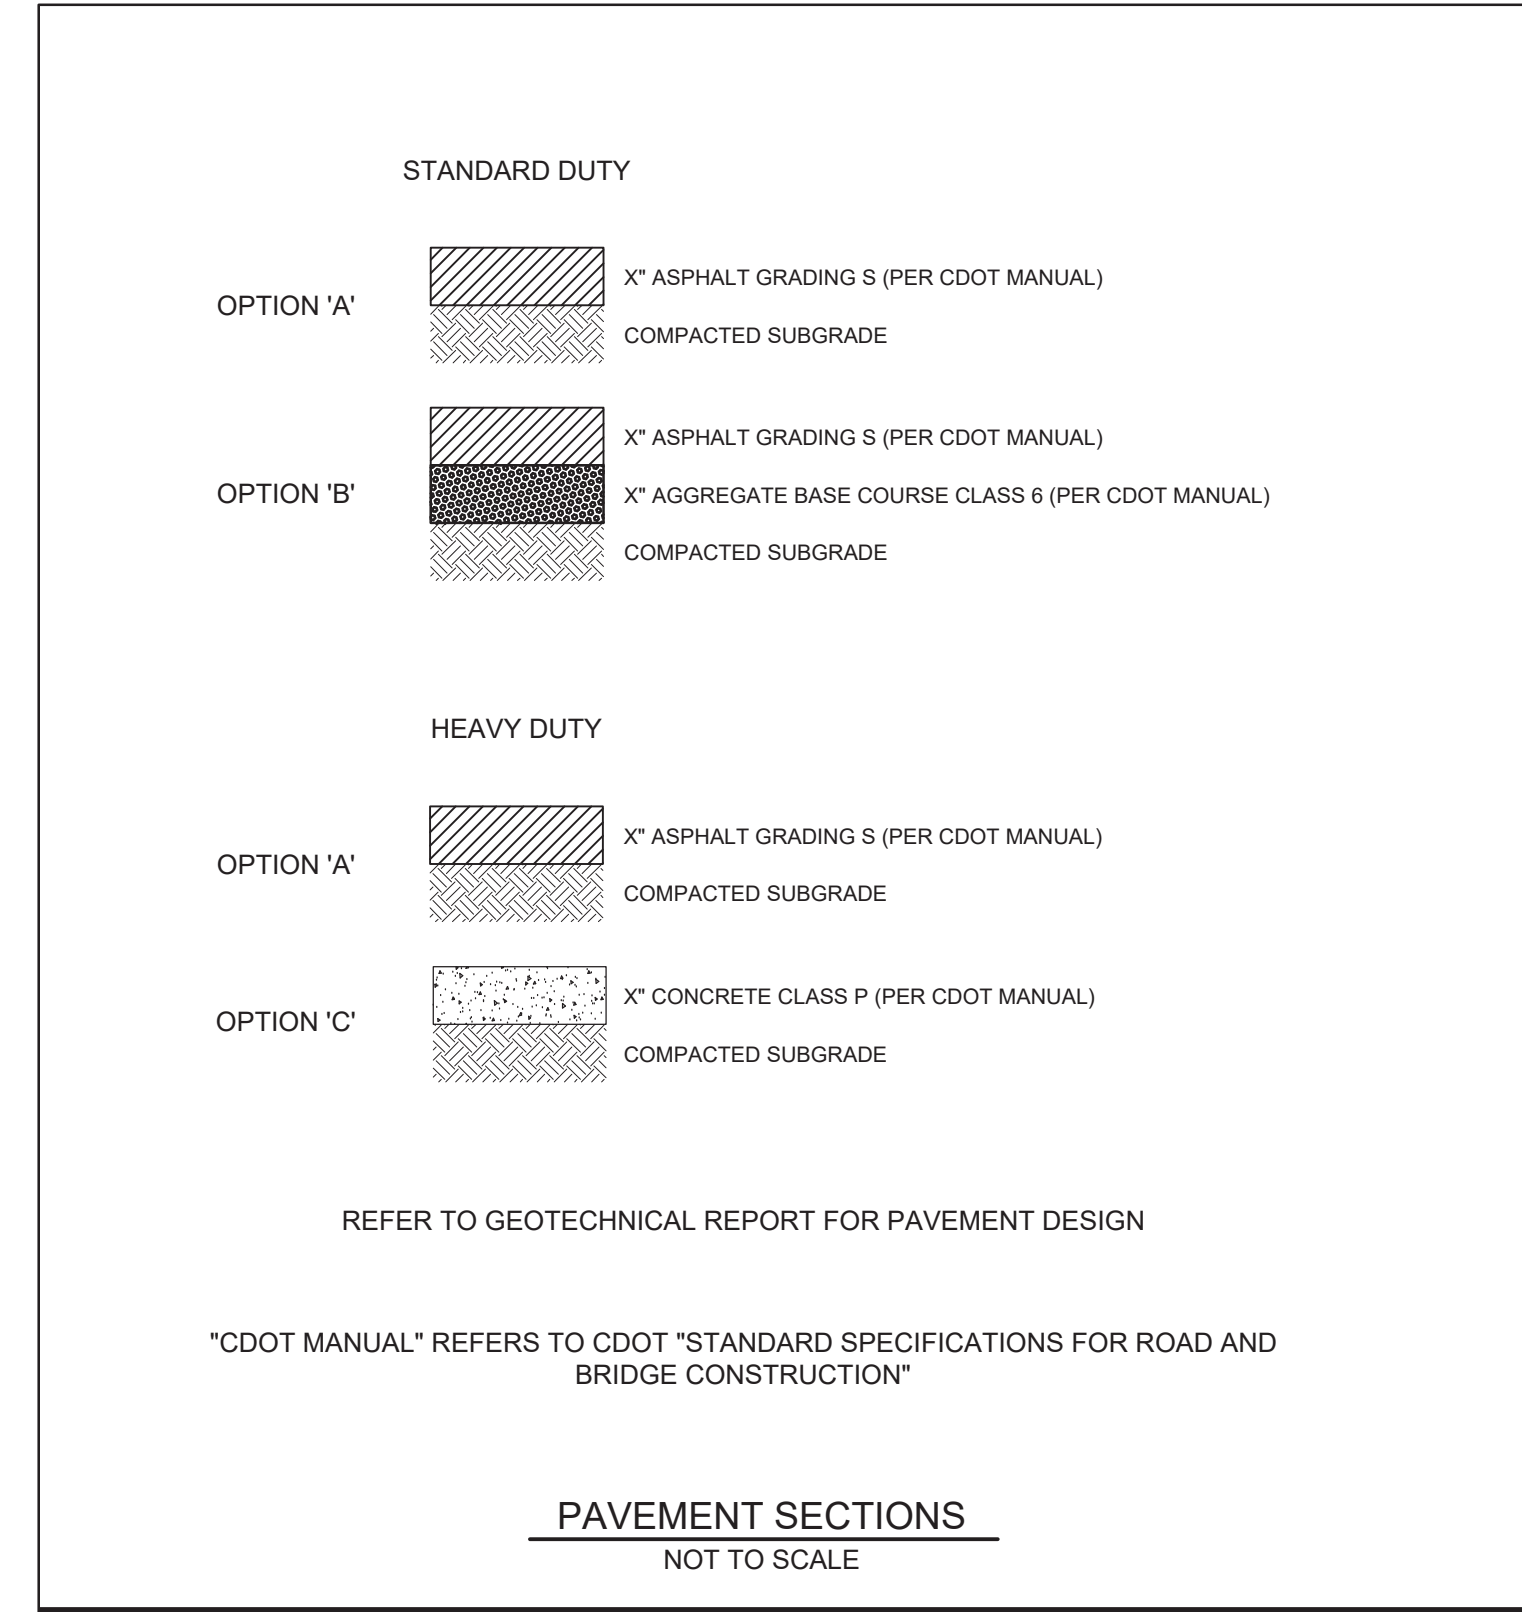 STANDARD DUTY
OPTION 'A'
X" ASPHALT GRADING S (PER CDOT MANUAL)
COMPACTED SUBGRADE
OPTION 'B'
X" ASPHALT GRADING S (PER CDOT MANUAL)
X" AGGREGATE BASE COURSE CLASS 6 (PER CDOT MANUAL)
COMPACTED SUBGRADE
HEAVY DUTY
OPTION 'A'
X" ASPHALT GRADING S (PER CDOT MANUAL)
COMPACTED SUBGRADE
OPTION 'C'
X" CONCRETE CLASS P (PER CDOT MANUAL)
COMPACTED SUBGRADE
REFER TO GEOTECHNICAL REPORT FOR PAVEMENT DESIGN
"CDOT MANUAL" REFERS TO CDOT "STANDARD SPECIFICATIONS FOR ROAD AND
BRIDGE CONSTRUCTION"
PAVEMENT SECTIONS
NOT TO SCALE